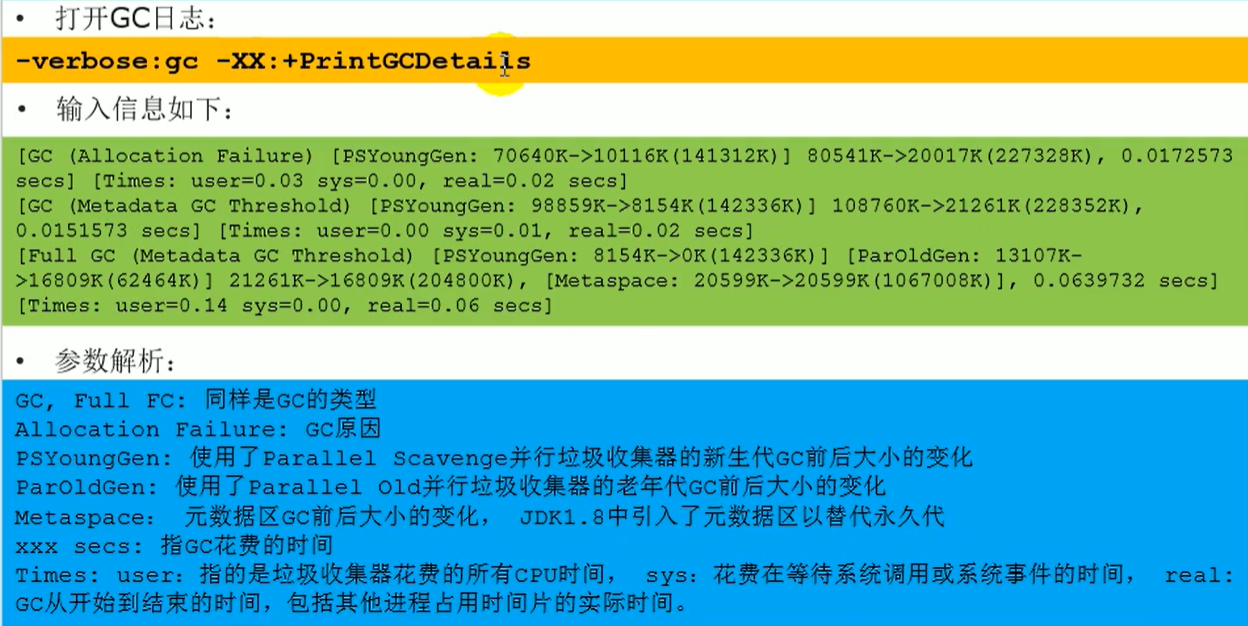 • 打开GC日志：
-verbose:gc -XX:+PrintGCDetails
• 输入信息如下：
[GC (Allocation Failure) [PSYoungGen: 70640K->10116K(141312K)] 80541K->20017K(227328K), 0.0172573
secs] [Times: user=0.03 sys=0.00, real=0.02 secs]
[GC (Metadata GC Threshold) [PSYoungGen: 98859K->8154K(142336K)] 108760K->21261K(228352K),
0.0151573 secs] [Times: user=0.00 sys=0.01, real=0.02 secs]
[Full GC (Metadata GC Threshold) [PSYoungGen: 8154K->0K(142336K)] [ParOldGen: 13107K-
>16809K(62464K)] 21261K->16809K(204800K), [Metaspace: 20599K->20599K(1067008K)], 0.0639732 secs]
[Times: user=0.14 sys=0.00, real=0.06 secs]
• 参数解析：
GC, Full FC: 同样是GC的类型
Allocation Failure: GC原因
PSYoungGen: 使用了Parallel Scavenge并行垃圾收集器的新生代GC前后大小的变化
ParOldGen: 使用了Parallel Old并行垃圾收集器的老年代GC前后大小的变化
Metaspace: 元数据区GC前后大小的变化, JDK1.8中引入了元数据区以替代永久代
xxx secs: 指GC花费的时间
Times: user: 指的是垃圾收集器花费的所有CPU时间, sys: 花费在等待系统调用或系统事件的时间, real:
GC从开始到结束的时间, 包括其他进程占用时间片的实际时间。